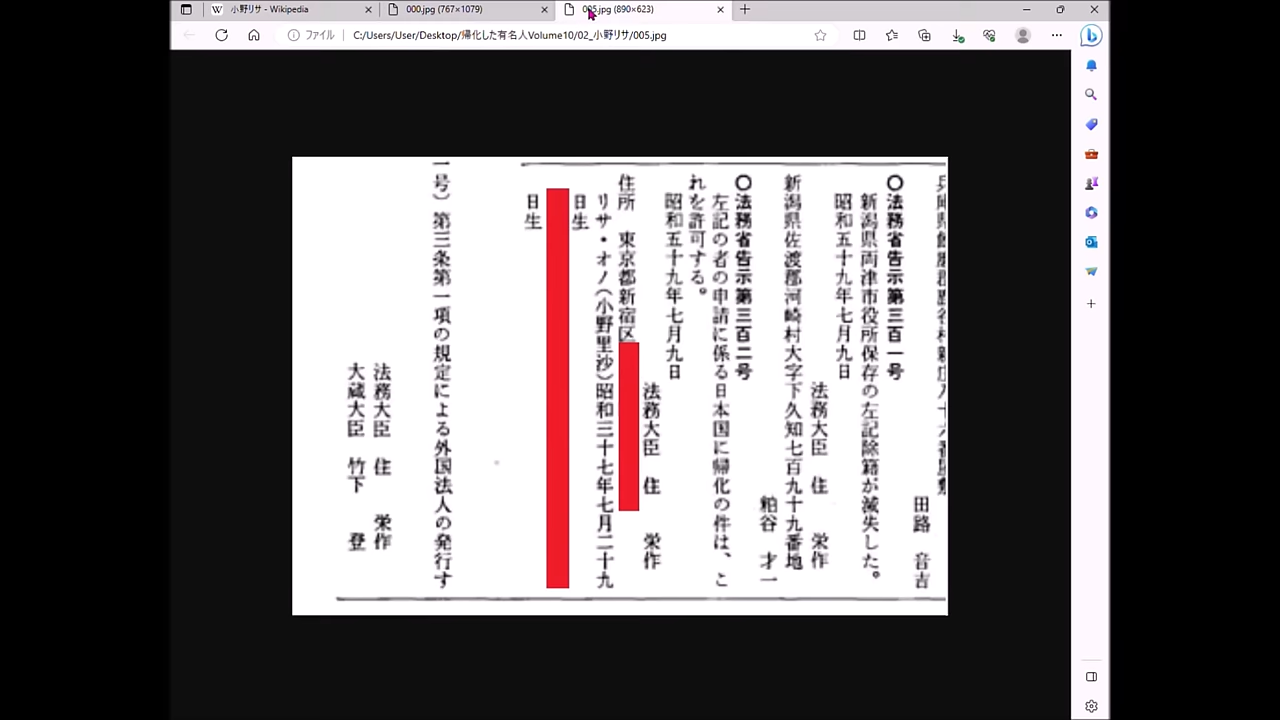 小野リサ - Wikipedia
000.jpg (767×1079)
005.jpg (890×623)
ファイル
C:/Users/User/Desktop/帰化した有名人Volume10/02_小野リサ/005.jpg
田路 音吉
〇法務省告示第三百一号
新潟県両津市役所保存の左記除籍が滅失した。
昭和五十九年七月九日
法務大臣 住 栄作
新潟県佐渡郡河崎村大字下久知七百九十九番地
粕谷 才一
〇法務省告示第三百二号
左記の者の申請に係る日本国に帰化の件は、こ
れを許可する。
昭和五十九年七月九日
法務大臣 住 栄作
住所 東京都新宿区
リサ・オノ(小野里沙)昭和三十七年七月二十九
日生
日生
一号)第三条第一項の規定による外国法人の発行す
法務大臣 住 栄作
大蔵大臣 竹下 登